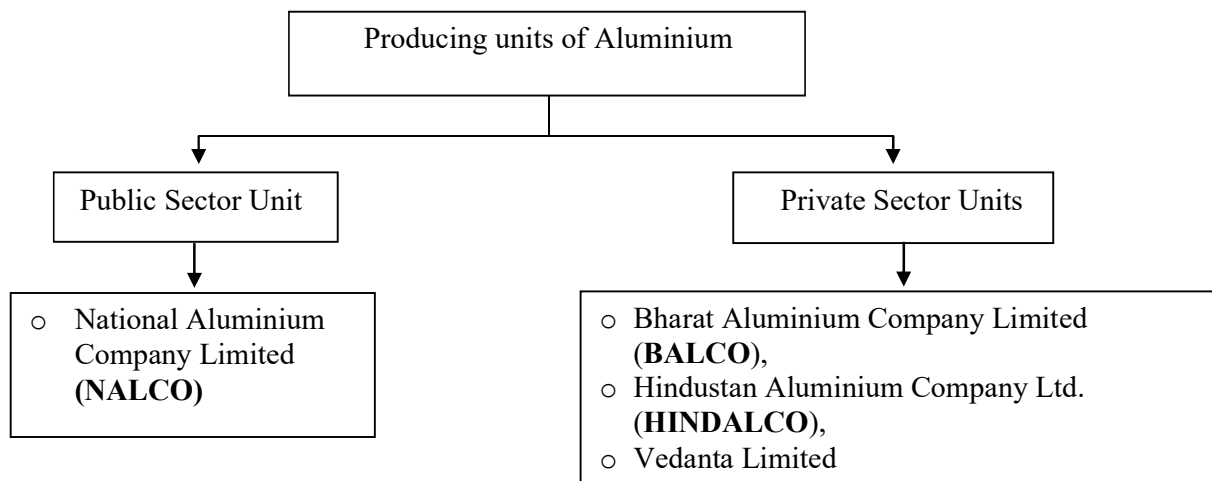 Producing units of Aluminium
Public Sector Unit
Private Sector Units
o National Aluminium
Company Limited
(NALCO)
o Bharat Aluminium Company Limited
(BALCO),
o Hindustan Aluminium Company Ltd.
(HINDALCO),
o Vedanta Limited